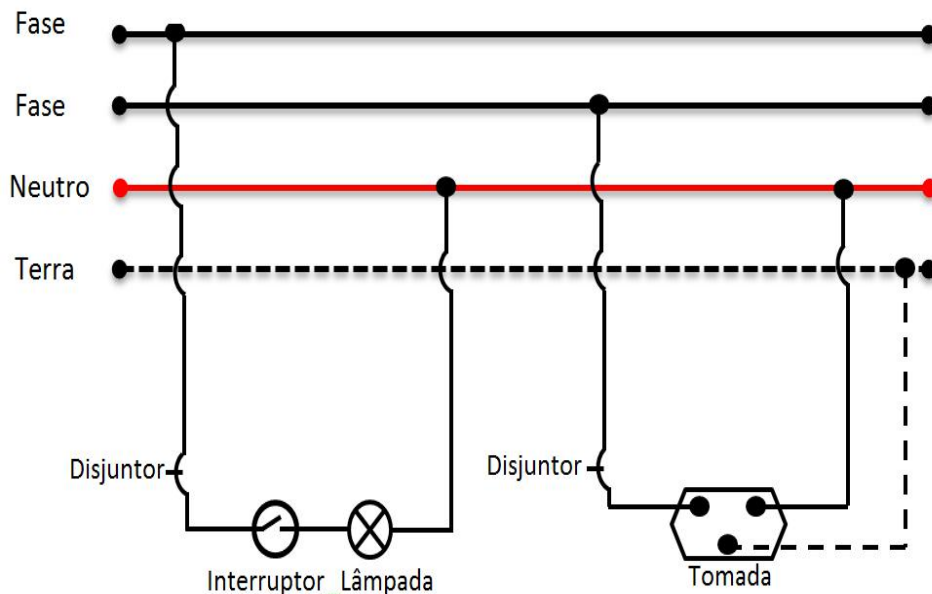 Fase
Fase
Neutro
Terra
Disjuntor
Disjuntor
Interruptor Lâmpada
Tomada